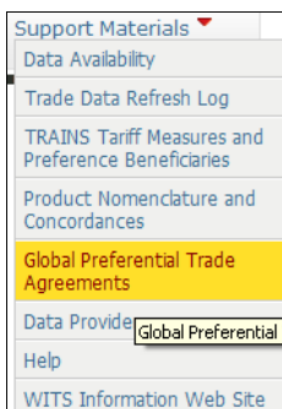 Support Materials
Data Availability
Trade Data Refresh Log
TRAINS Tariff Measures and
Preference Beneficiaries
Product Nomenclature and
Concordances
Global Preferential Trade
Agreements
Data Provide
Global Preferential
Help
WITS Information Web Site